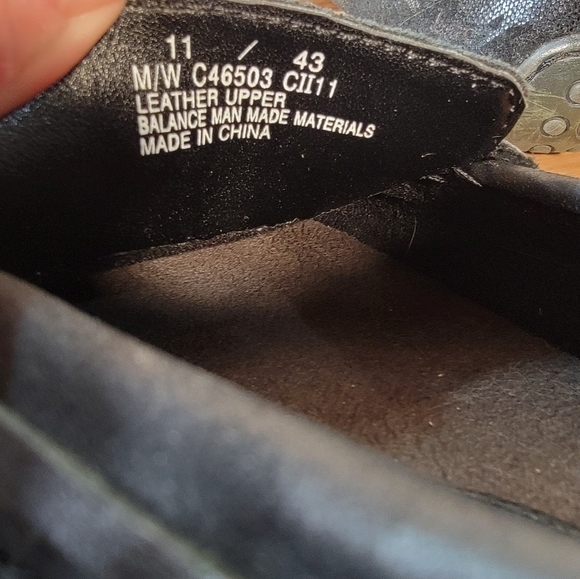 11 / 43
M/W C46503 CII11
LEATHER UPPER
BALANCE MAN MADE MATERIALS
MADE IN CHINA